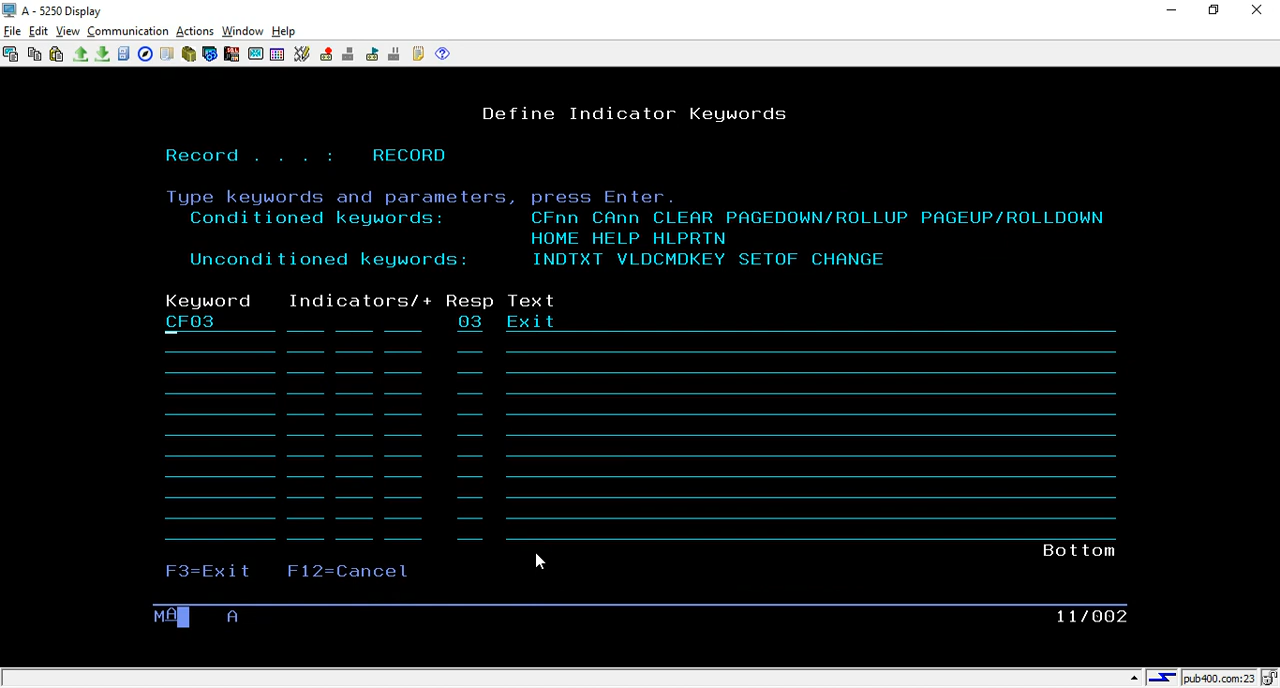 A - 5250 Display
File Edit View Communication Actions Window Help
Define Indicator Keywords
Record . . . : RECORD
Type keywords and parameters, press Enter.
Conditioned keywords: CFnn CAnn CLEAR PAGEDOWN/ROLLUP PAGEUP/ROLLDOWN
HOME HELP HLPRTN
Unconditioned keywords: INDTXT VLDCMDKEY SETOF CHANGE
Keyword Indicators/+ Resp Text
CF03 03 Exit
Bottom
F3=Exit F12=Cancel
MA A 11/002
pub400.com:23